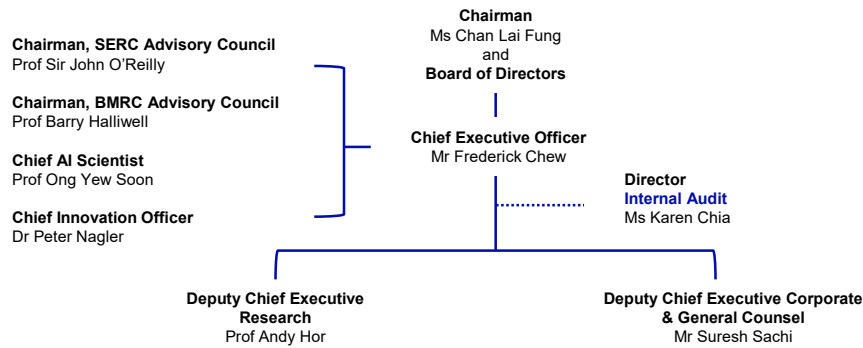 Chairman
Ms Chan Lai Fung
and
Board of Directors
Chairman, SERC Advisory Council
Prof Sir John O’Reilly
Chairman, BMRC Advisory Council
Prof Barry Halliwell
Chief AI Scientist
Prof Ong Yew Soon
Chief Innovation Officer
Dr Peter Nagler
Chief Executive Officer
Mr Frederick Chew
Director
Internal Audit
Ms Karen Chia
Deputy Chief Executive
Research
Prof Andy Hor
Deputy Chief Executive Corporate
& General Counsel
Mr Suresh Sachi